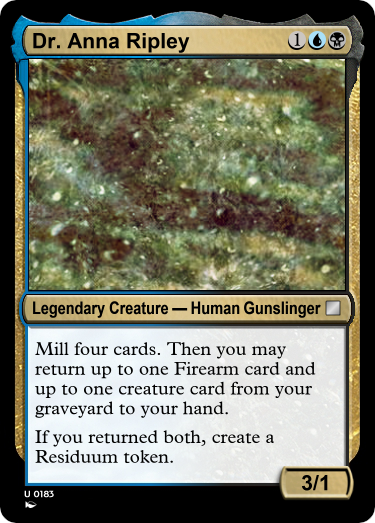 Dr. Anna Ripley 1
Legendary Creature — Human Gunslinger
Mill four cards. Then you may
return up to one Firearm card and
up to one creature card from your
graveyard to your hand.
If you returned both, create a
Residuum token.
3/1
U 0183